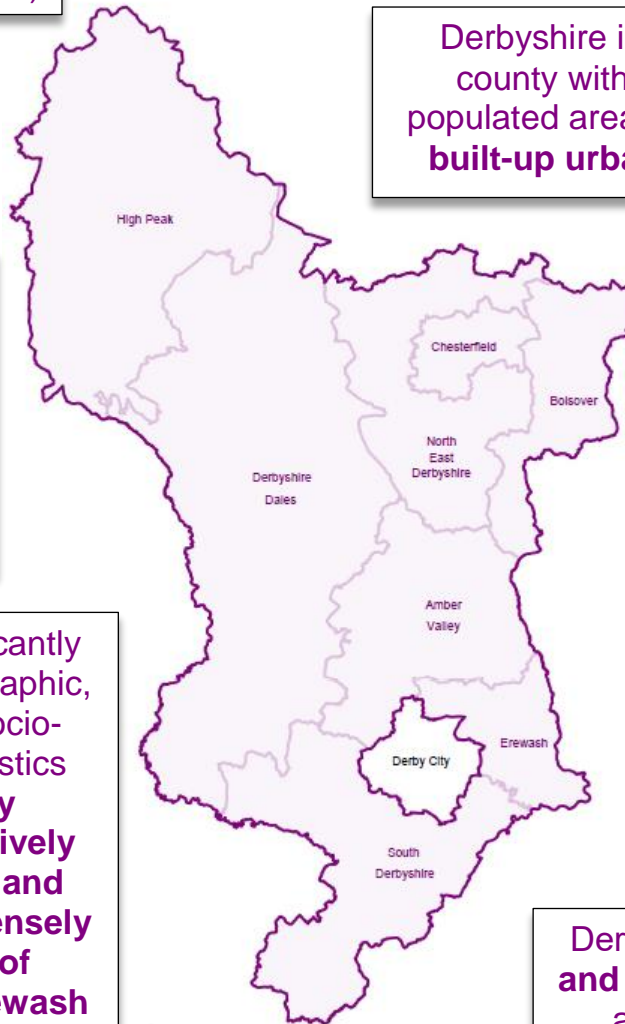 Derbyshire i
county with
populated area
built-up urba
High Peak
Chesterfield
Bolsover
North
East
Derbyshire
Derbyshire
Dales
Amber
Valley
Erewash
Derby City
South
Derbyshire
cantly
raphic,
ocio-
stics
ively
and
ensely
of
ewash
Der
and